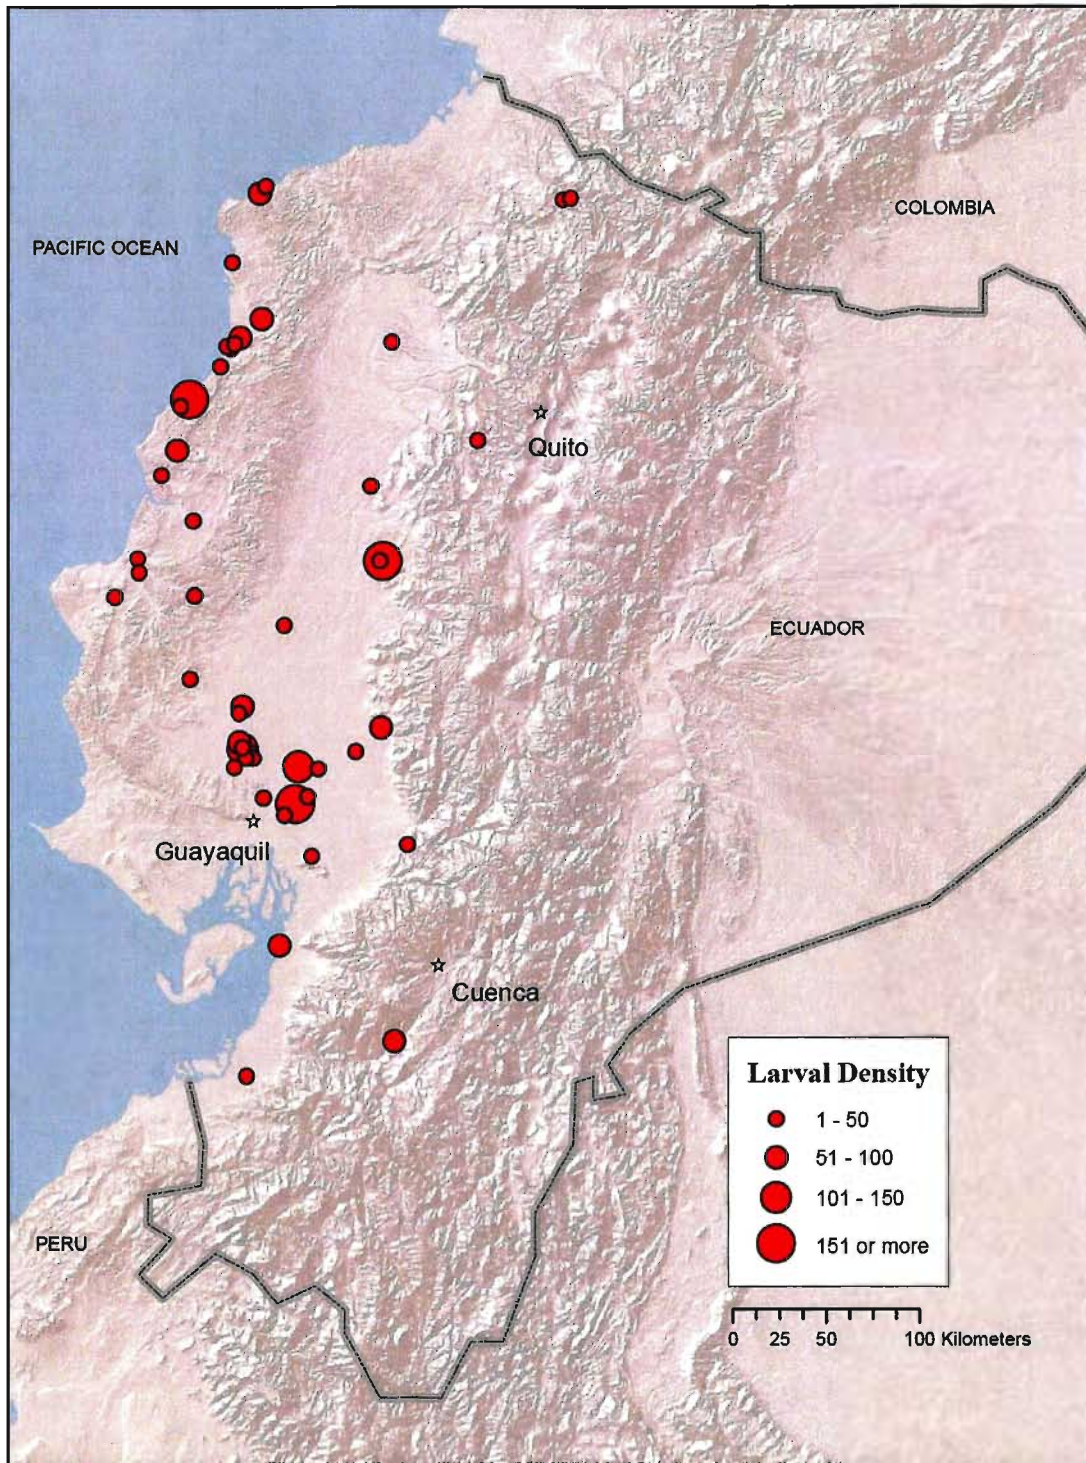 COLOMBIA
PACIFIC OCEAN
Quito
ECUADOR
Guayaquil
Cuenca
Larval Density
1 - 50
51 - 100
101 - 150
151 or more
PERU
0 25 50 100 Kilometers